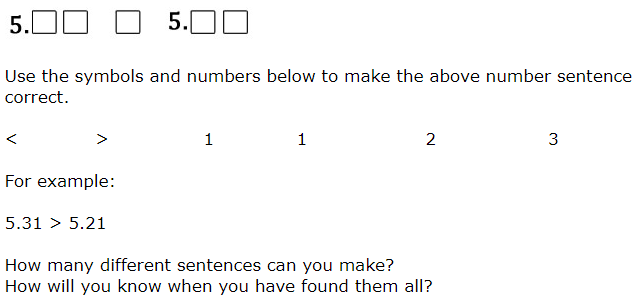 5.□□ □ 5.□□
Use the symbols and numbers below to make the above number sentence
correct.
< > 1 1 2 3
For example:
5.31 > 5.21
How many different sentences can you make?
How will you know when you have found them all?